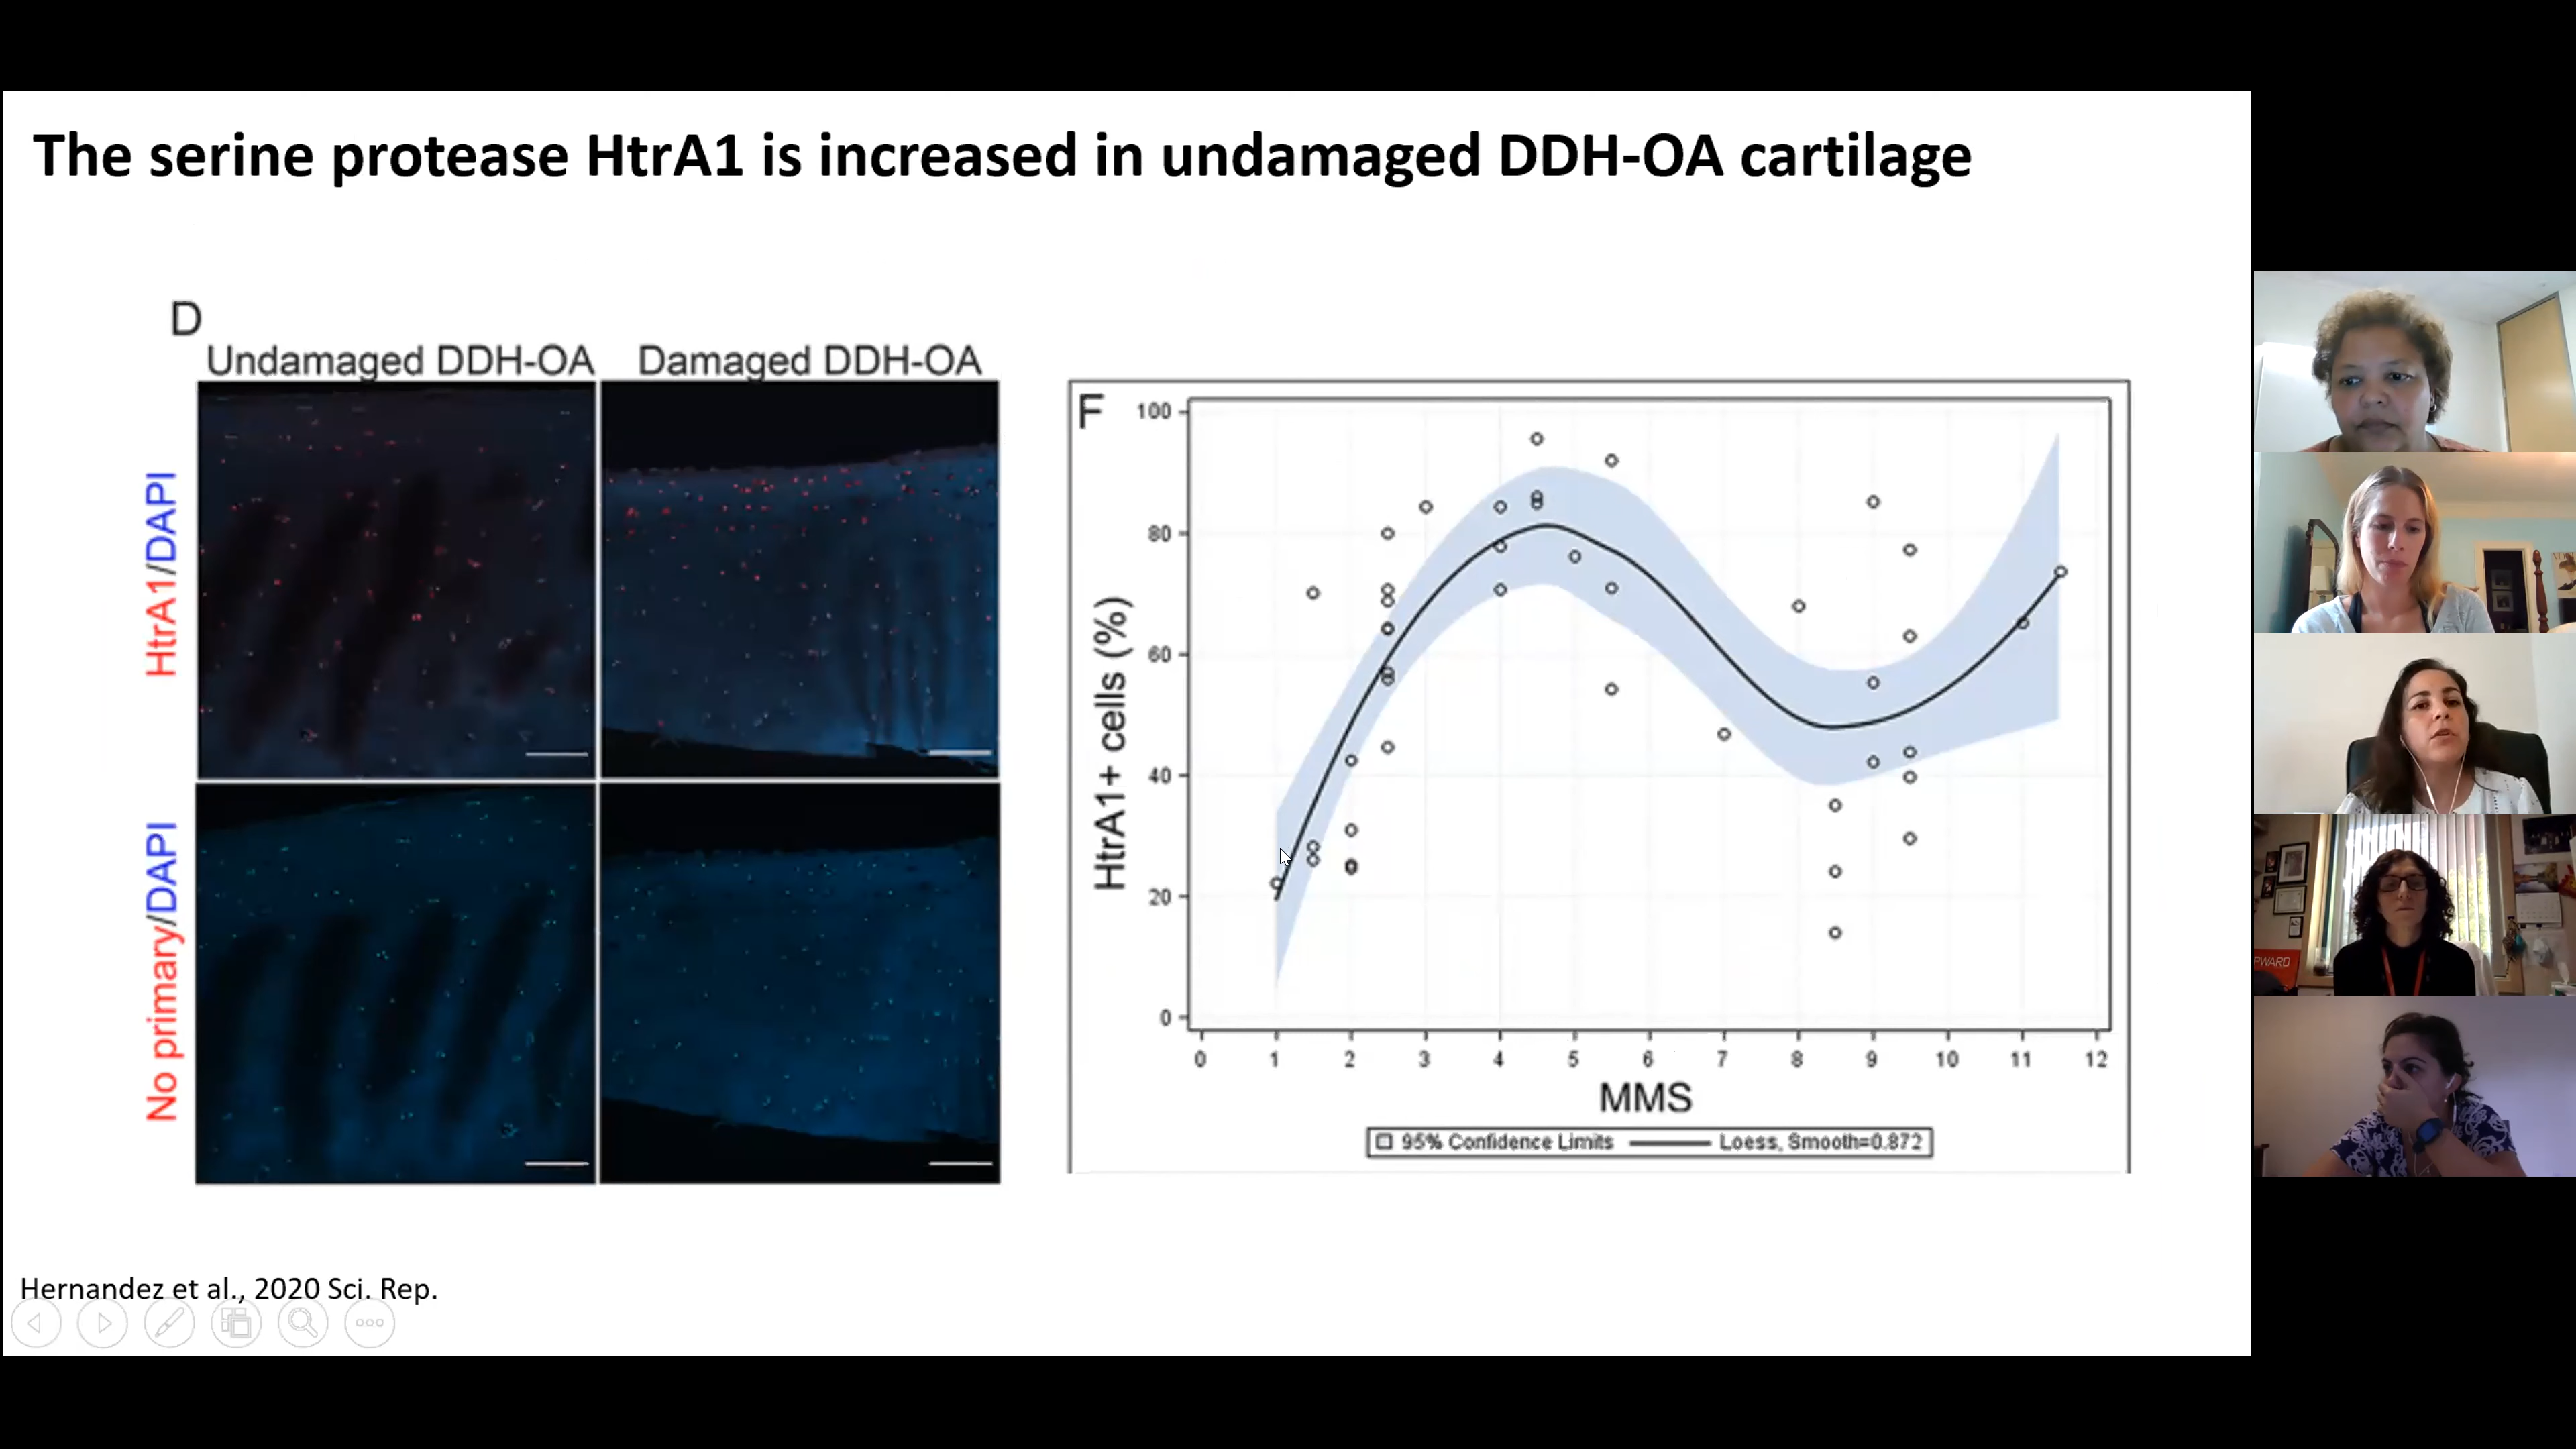 The serine protease HtrA1 is increased in undamaged DDH-OA cartilage
D
Undamaged DDH-OA
Damaged DDH-OA
HtrA1/DAPI
No primary/DAPI
F
HtrA1+ cells (%)
100
80
60
40
20
0
0 1 2 3 4 5 6 7 8 9 10 11 12
MMS
95% Confidence Limits
Loess, Smooth=0.872
Hernandez et al., 2020 Sci. Rep.
PWARD